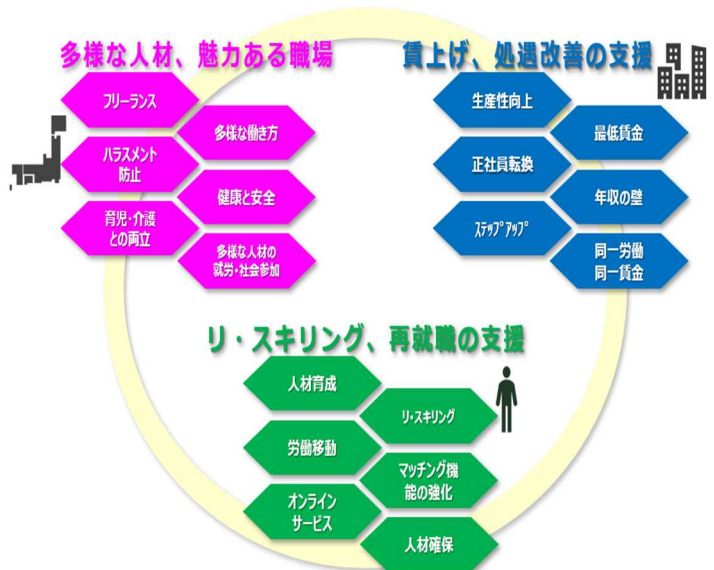 多様な人材、魅力ある職場
フリーランス
多様な働き方
ハラスメント
防止
健康と安全
育児・介護
との両立
多様な人材の
就労・社会参加
賃上げ、処遇改善の支援
生産性向上
最低賃金
正社員転換
年収の壁
ｽﾃｯﾌﾟｱｯﾌﾟ
同一労働
同一賃金
リ・スキリング、再就職の支援
人材育成
リ・スキリング
労働移動
マッチング機
能の強化
オンライン
サービス
人材確保